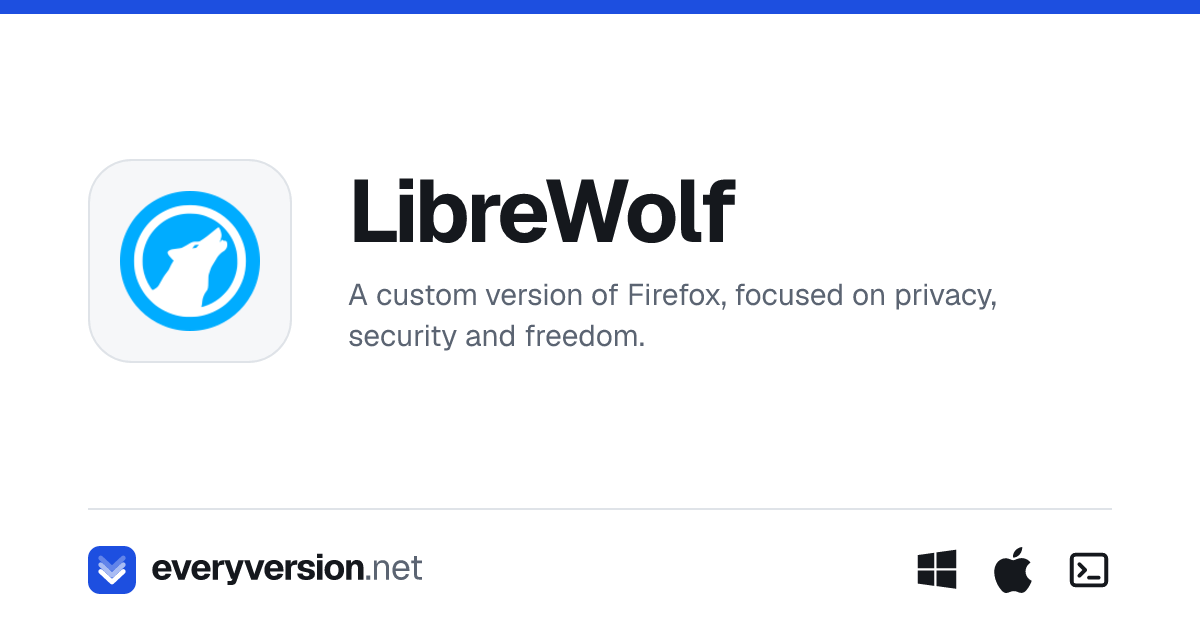 LibreWolf
A custom version of Firefox, focused on privacy,
security and freedom.
everyversion.net